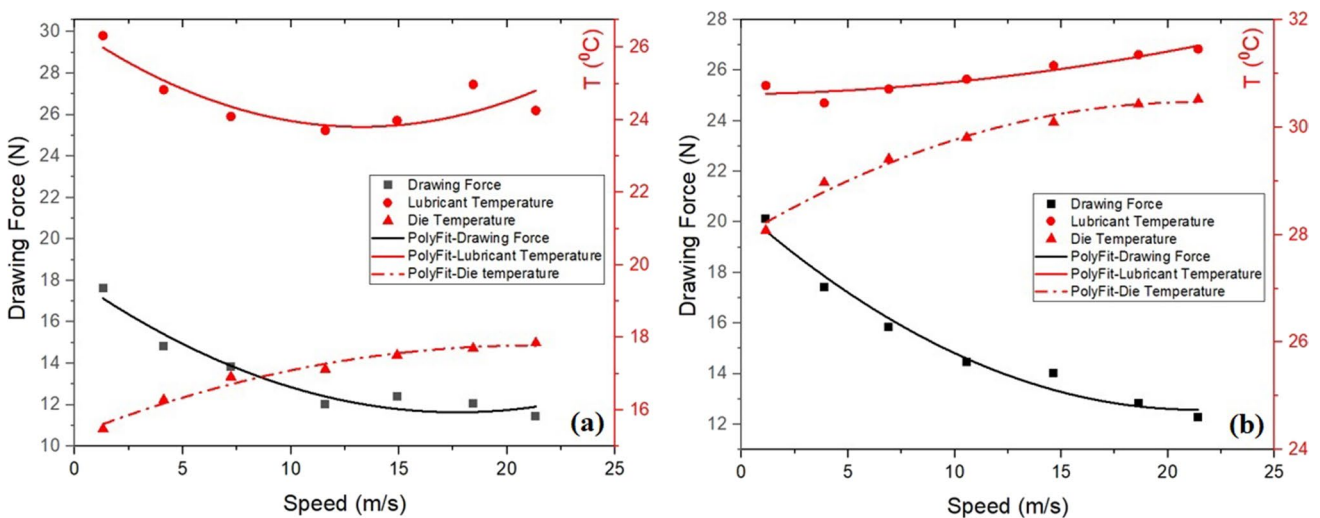 30
28
26
24
22
20
18
16
14
12
10
Drawing Force (N)
26
24
22
20
18
16
T (⁰C)
Drawing Force
Lubricant Temperature
Die Temperature
PolyFit-Drawing Force
PolyFit-Lubricant Temperature
PolyFit-Die temperature
(a)
0 5 10 15 20 25
Speed (m/s)
28
26
24
22
20
18
16
14
12
Drawing Force (N)
32
30
28
26
24
T (⁰C)
Drawing Force
Lubricant Temperature
Die Temperature
PolyFit-Drawing Force
PolyFit-Lubricant Temperature
PolyFit-Die Temperature
(b)
0 5 10 15 20 25
Speed (m/s)